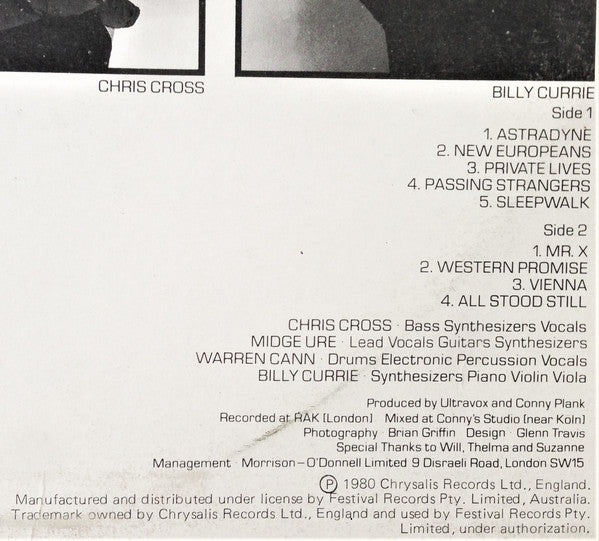 CHRIS CROSS
BILLY CURRIE
Side 1
1. ASTRADYNE
2. NEW EUROPEANS
3. PRIVATE LIVES
4. PASSING STRANGERS
5. SLEEPWALK
Side 2
1. MR. X
2. WESTERN PROMISE
3. VIENNA
4. ALL STOOD STILL
CHRIS CROSS · Bass Synthesizers Vocals
MIDGE URE · Lead Vocals Guitars Synthesizers
WARREN CANN · Drums Electronic Percussion Vocals
BILLY CURRIE · Synthesizers Piano Violin Viola
Produced by Ultravox and Conny Plank
Recorded at RAK [London] Mixed at Conny's Studio [near Koln]
Photography · Brian Griffin Design · Glenn Travis
Special Thanks to Will, Thelma and Suzanne
Management · Morrison–O'Donnell Limited 9 Disraeli Road, London SW15
Ⓟ 1980 Chrysalis Records Ltd., England.
Manufactured and distributed under license by Festival Records Pty. Limited, Australia.
Trademark owned by Chrysalis Records Ltd., England and used by Festival Records Pty.
Limited, under authorization.